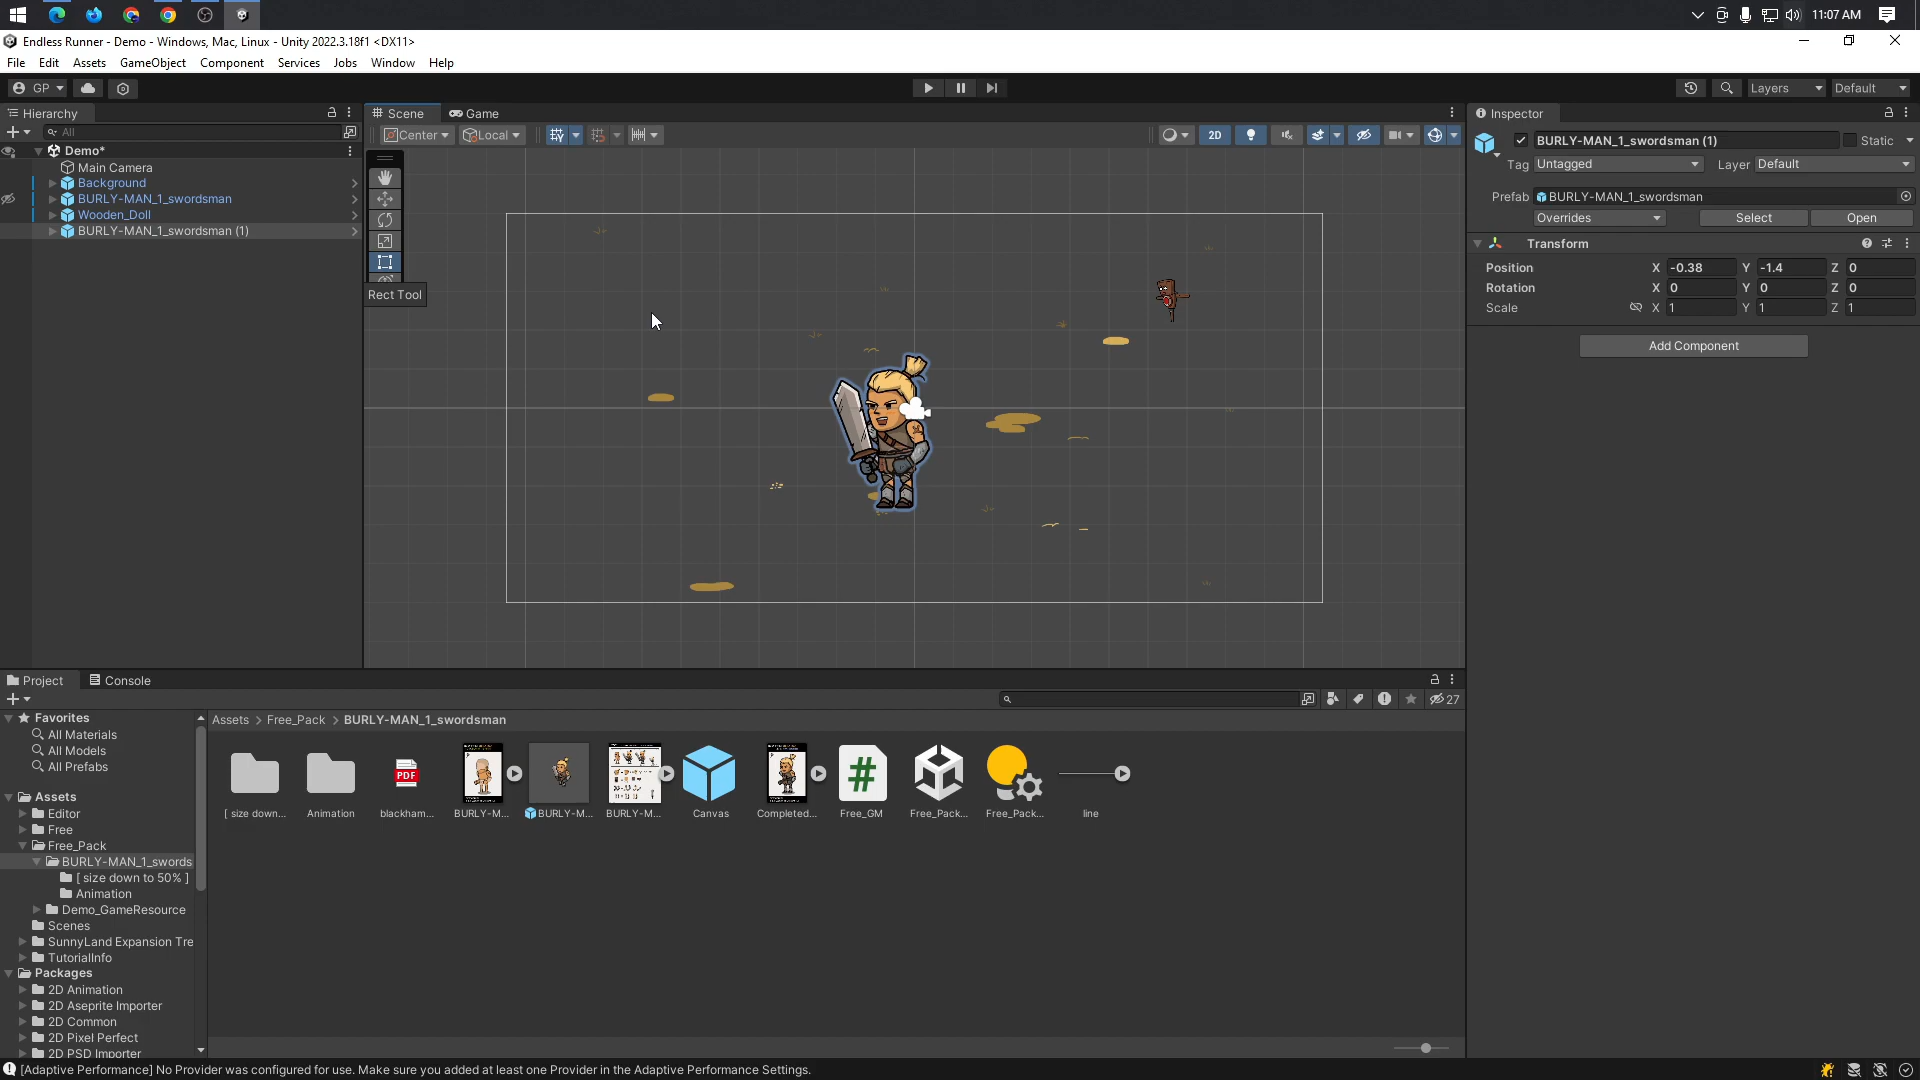 11:07 AM
Endless Runner - Demo - Windows, Mac, Linux - Unity 2022.3.18f1 <DX11>
File Edit Assets GameObject Component Services Jobs Window Help
GP Layers Default
Hierarchy
All
Demo*
Main Camera
Background
BURLY-MAN_1_swordsman
Wooden_Doll
BURLY-MAN_1_swordsman (1)
Scene Game
Center Local 2D
Rect Tool
Inspector
BURLY-MAN_1_swordsman (1) Static
Tag Untagged Layer Default
Prefab BURLY-MAN_1_swordsman
Overrides Select Open
Transform
Position X -0.38 Y -1.4 Z 0
Rotation X 0 Y 0 Z 0
Scale X 1 Y 1 Z 1
Add Component
Project Console
27
Favorites
All Materials
All Models
All Prefabs
Assets
Editor
Free
Free_Pack
BURLY-MAN_1_swords
[ size down to 50% ]
Animation
Demo_GameResource
Scenes
SunnyLand Expansion Tre
TutorialInfo
Packages
2D Animation
2D Aseprite Importer
2D Common
2D Pixel Perfect
2D PSD Importer
Assets > Free_Pack > BURLY-MAN_1_swordsman
PDF
#
[ size down... Animation blackham... BURLY-M... BURLY-M... BURLY-M... Canvas Completed... Free_GM Free_Pack... Free_Pack... line
[Adaptive Performance] No Provider was configured for use. Make sure you added at least one Provider in the Adaptive Performance Settings.